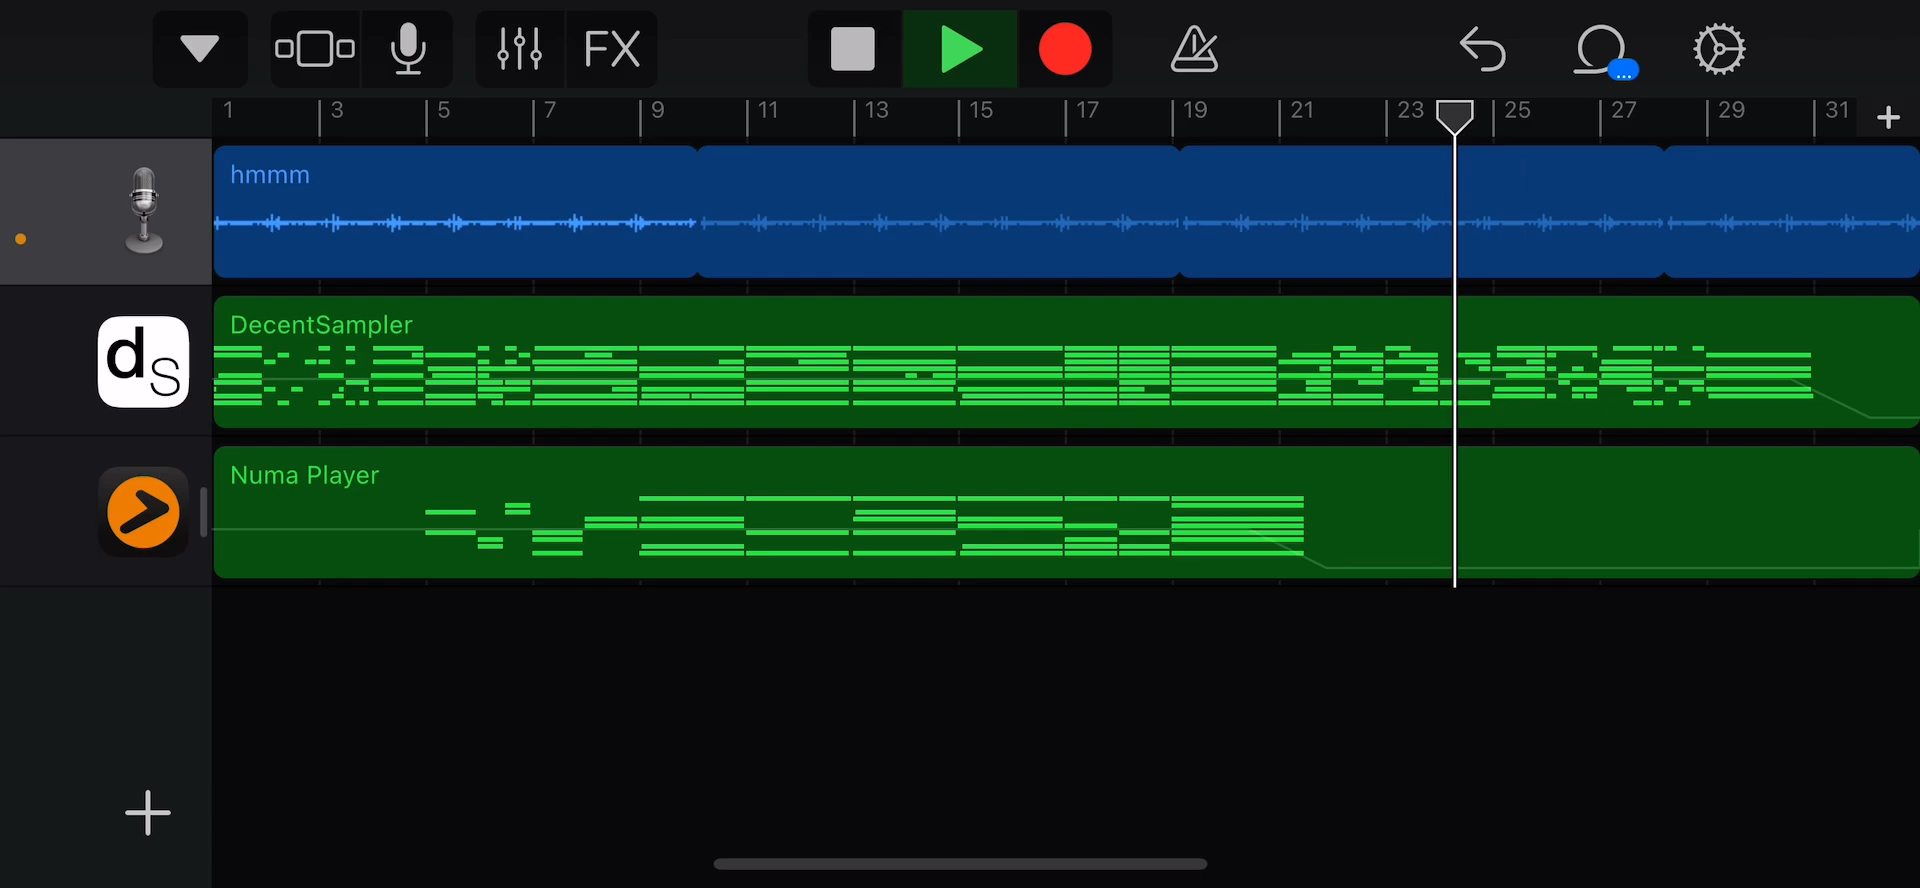 FX
1 3 5 7 9 11 13 15 17 19 21 23 25 27 29 31
hmmm
dS
DecentSampler
Numa Player